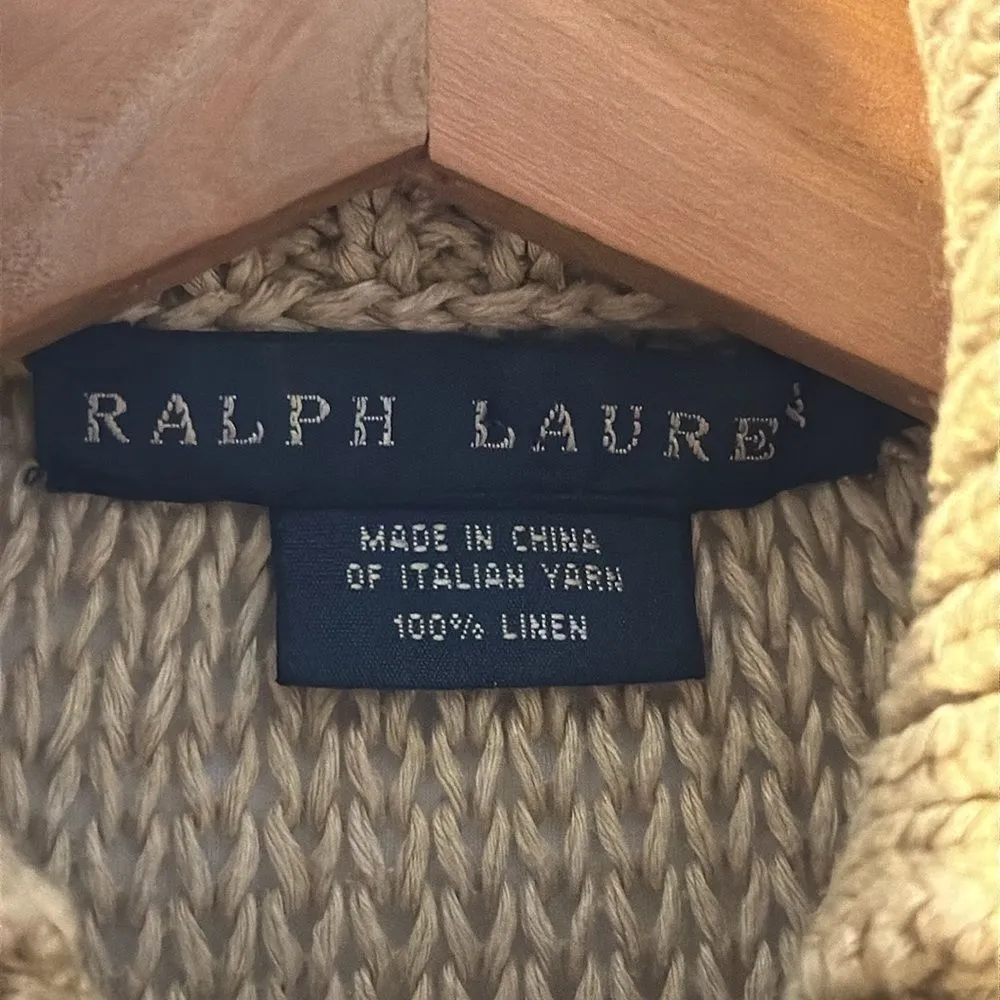 RALPH LAURE
MADE IN CHINA
OF ITALIAN YARN
100% LINEN